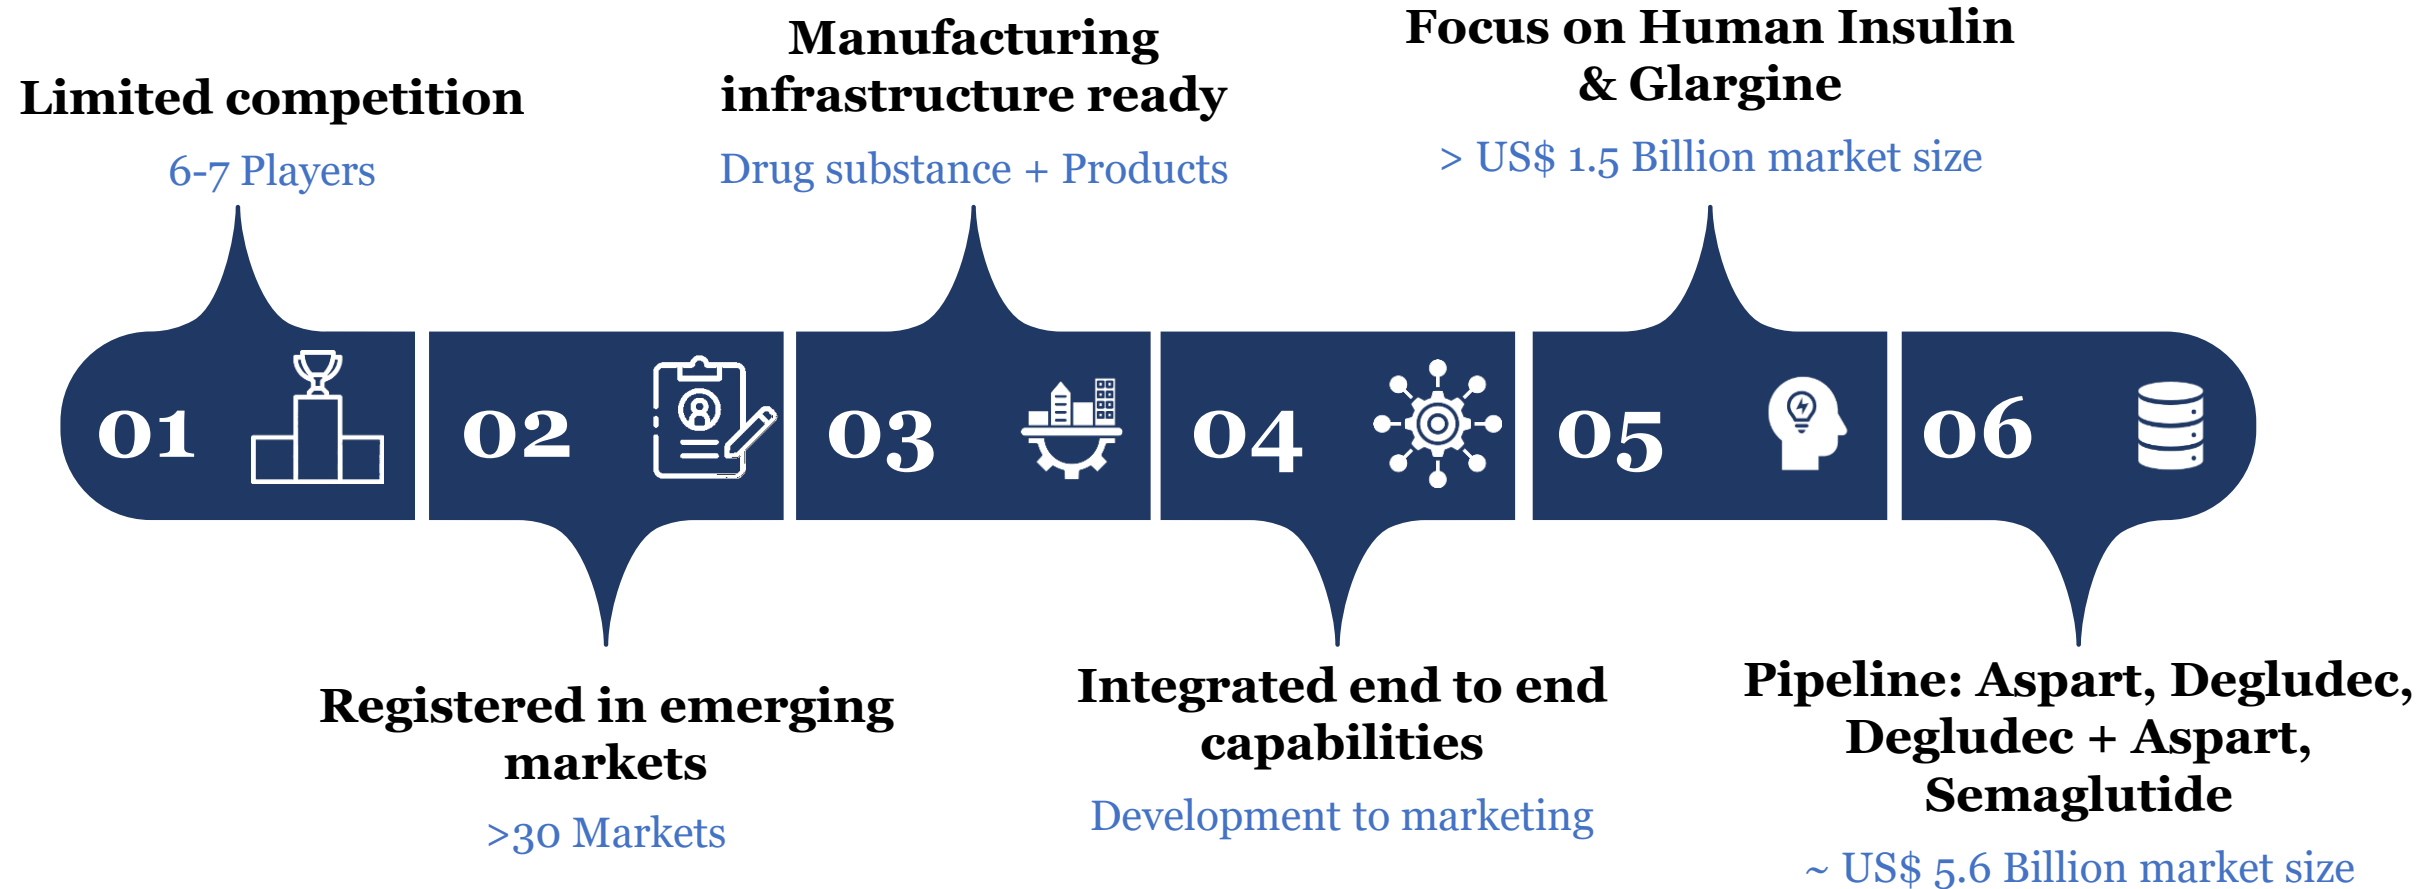 Limited competition
6-7 Players
Manufacturing
infrastructure ready
Drug substance + Products
Focus on Human Insulin
& Glargine
> US$ 1.5 Billion market size
01
02
03
04
05
06
Registered in emerging
markets
>30 Markets
Integrated end to end
capabilities
Development to marketing
Pipeline: Aspart, Degludec,
Degludec + Aspart,
Semaglutide
~ US$ 5.6 Billion market size